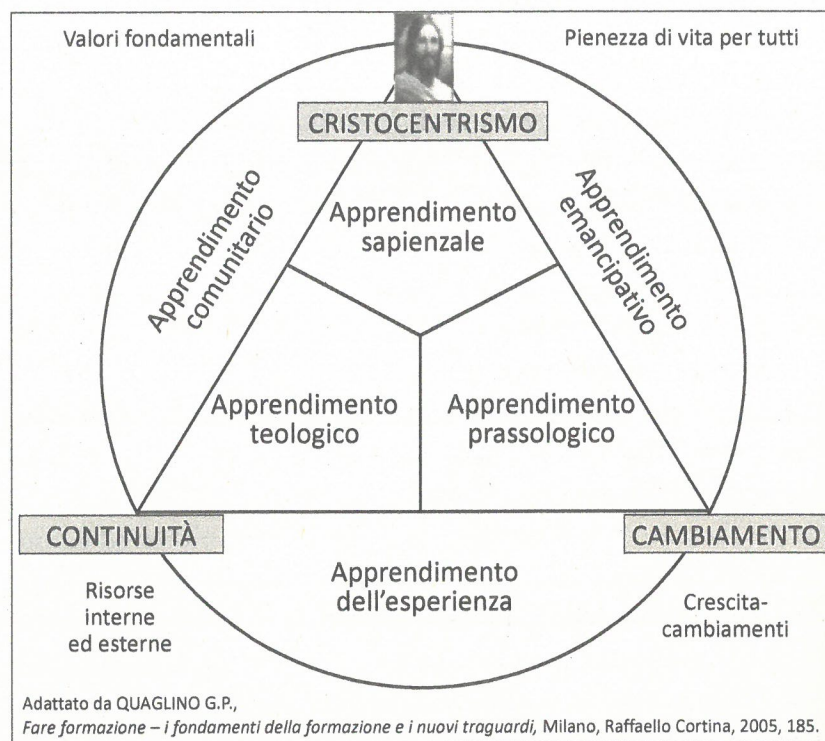 Valori fondamentali
Pienezza di vita per tutti
CRISTOCENTRISMO
Apprendimento
comunitario
Apprendimento
sapienzale
Apprendimento
emancipativo
Apprendimento
teologico
Apprendimento
prassologico
CONTINUITÀ
CAMBIAMENTO
Apprendimento
dell'esperienza
Risorse
interne
ed esterne
Crescita-
cambiamenti
Adattato da QUAGLINO G.P.,
Fare formazione – i fondamenti della formazione e i nuovi traguardi, Milano, Raffaello Cortina, 2005, 185.